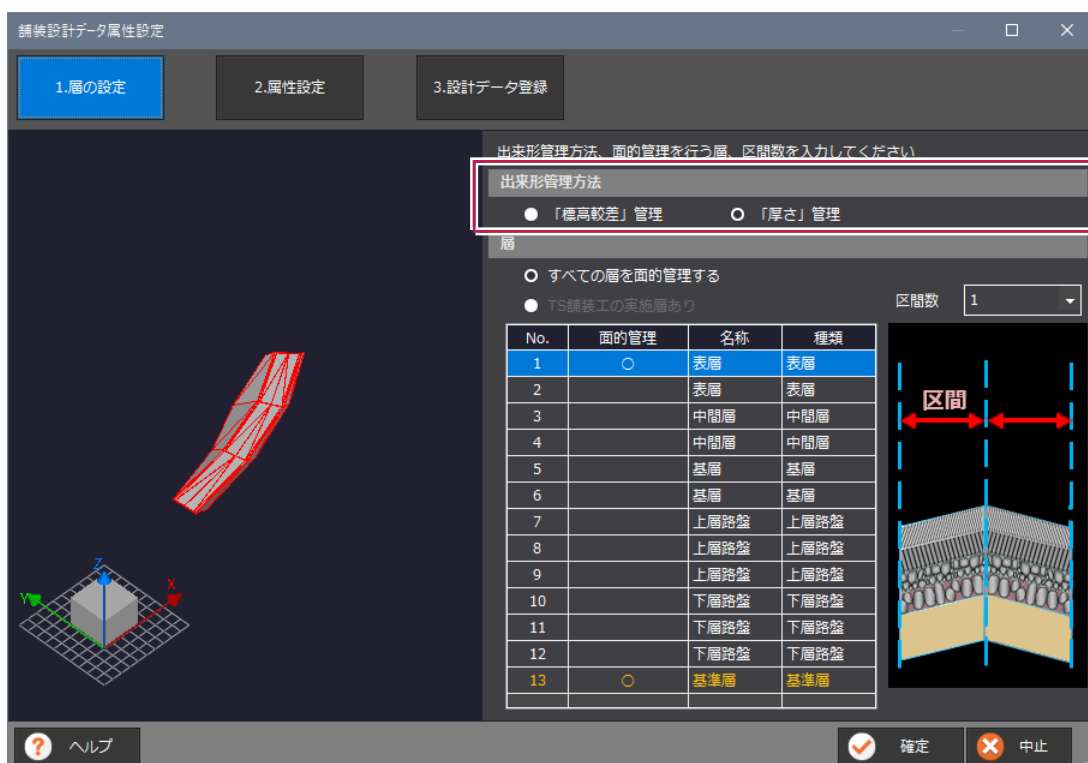 舗装設計データ属性設定
1.層の設定 2.属性設定 3.設計データ登録
出来形管理方法、面的管理を行う層、区間数を入力してください
出来形管理方法
「標高較差」管理 「厚さ」管理
層
すべての層を面的管理する
TS舗装工の実施層あり
区間数 1
No. 面的管理 名称 種類
1 ○ 表層 表層
2 表層 表層
3 中間層 中間層
4 中間層 中間層
5 基層 基層
6 基層 基層
7 上層路盤 上層路盤
8 上層路盤 上層路盤
9 上層路盤 上層路盤
10 下層路盤 下層路盤
11 下層路盤 下層路盤
12 下層路盤 下層路盤
13 ○ 基準層 基準層
区間
Z
X
Y
? ヘルプ 確定 中止